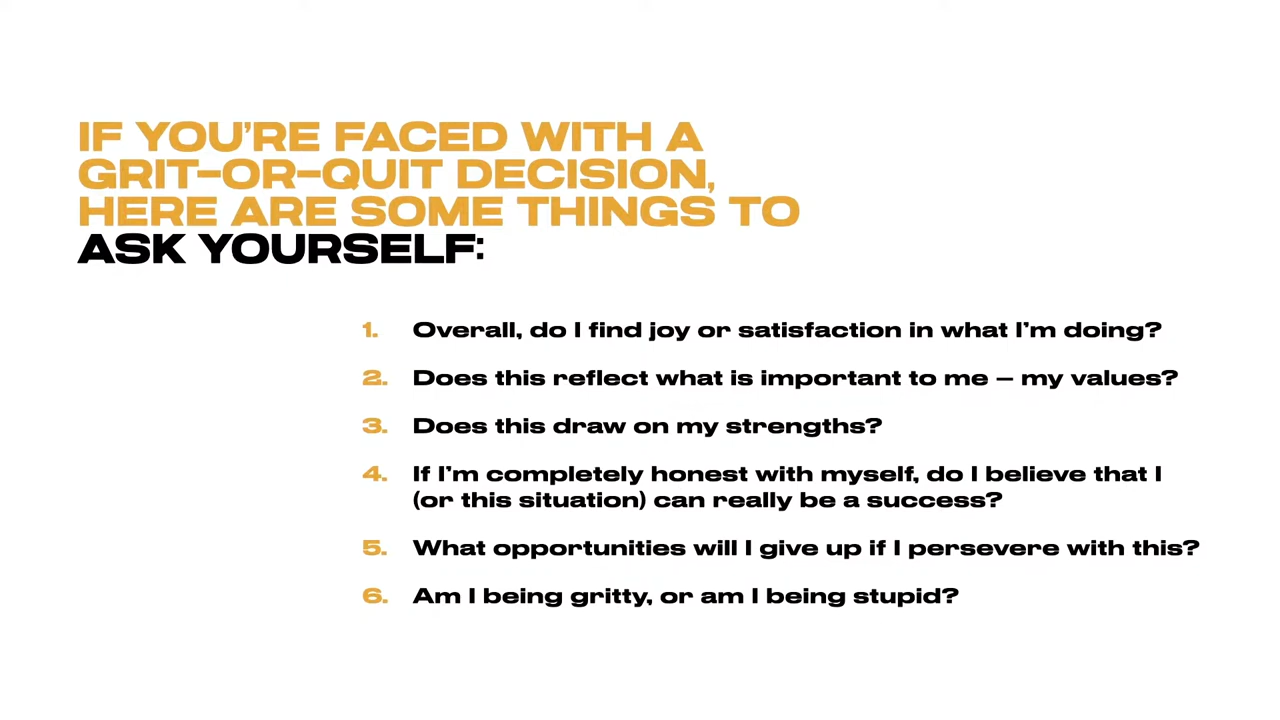 IF YOU'RE FACED WITH A
GRIT-OR-QUIT DECISION,
HERE ARE SOME THINGS TO
ASK YOURSELF:
1. Overall, do I find joy or satisfaction in what I'm doing?
2. Does this reflect what is important to me – my values?
3. Does this draw on my strengths?
4. If I'm completely honest with myself, do I believe that I
(or this situation) can really be a success?
5. What opportunities will I give up if I persevere with this?
6. Am I being gritty, or am I being stupid?